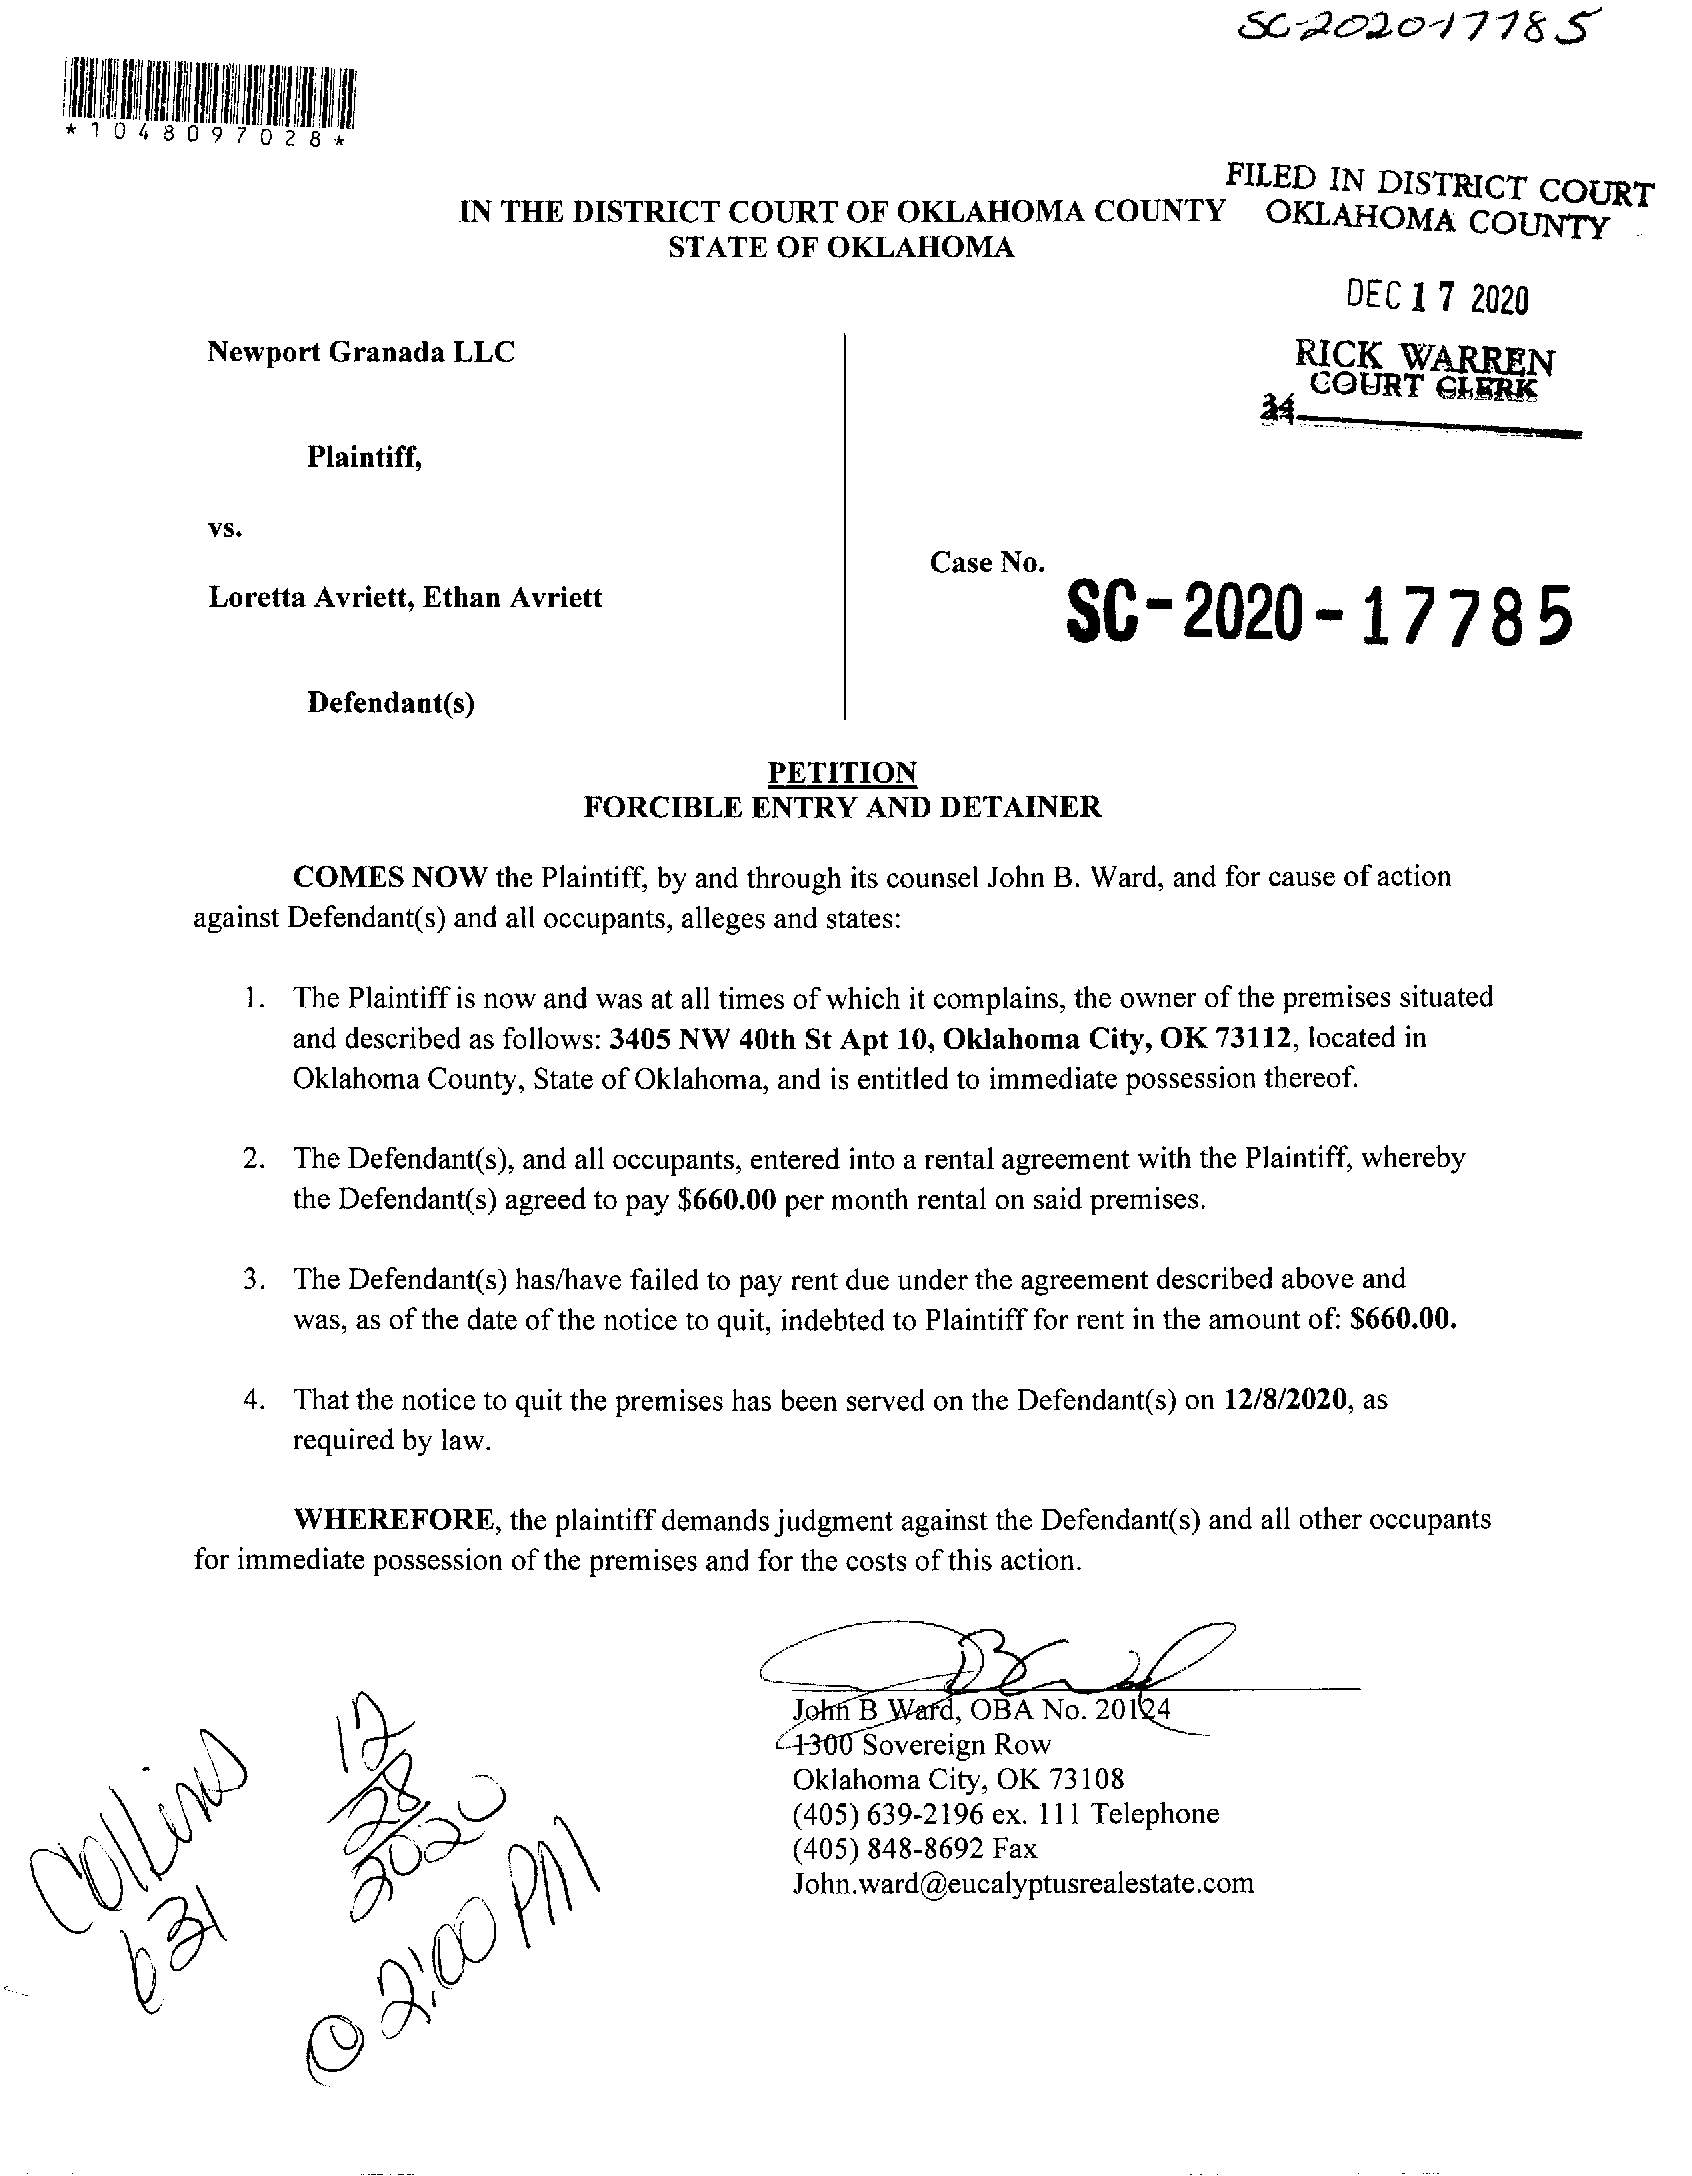 SC-2020-17785
*1048097028*
FILED IN DISTRICT COURT
OKLAHOMA COUNTY
IN THE DISTRICT COURT OF OKLAHOMA COUNTY
STATE OF OKLAHOMA
DEC 17 2020
RICK WARREN
COURT CLERK
34
Newport Granada LLC
Plaintiff,
vs.
Case No.
Loretta Avriett, Ethan Avriett
SC-2020-17785
Defendant(s)
PETITION
FORCIBLE ENTRY AND DETAINER
COMES NOW the Plaintiff, by and through its counsel John B. Ward, and for cause of action
against Defendant(s) and all occupants, alleges and states:
1. The Plaintiff is now and was at all times of which it complains, the owner of the premises situated
and described as follows: 3405 NW 40th St Apt 10, Oklahoma City, OK 73112, located in
Oklahoma County, State of Oklahoma, and is entitled to immediate possession thereof.
2. The Defendant(s), and all occupants, entered into a rental agreement with the Plaintiff, whereby
the Defendant(s) agreed to pay $660.00 per month rental on said premises.
3. The Defendant(s) has/have failed to pay rent due under the agreement described above and
was, as of the date of the notice to quit, indebted to Plaintiff for rent in the amount of: $660.00.
4. That the notice to quit the premises has been served on the Defendant(s) on 12/8/2020, as
required by law.
WHEREFORE, the plaintiff demands judgment against the Defendant(s) and all other occupants
for immediate possession of the premises and for the costs of this action.
John B Ward, OBA No. 20124
1300 Sovereign Row
Oklahoma City, OK 73108
(405) 639-2196 ex. 111 Telephone
(405) 848-8692 Fax
John.ward@eucalyptusrealestate.com
Collins
631
12
28
2020
@ 2:00 PM